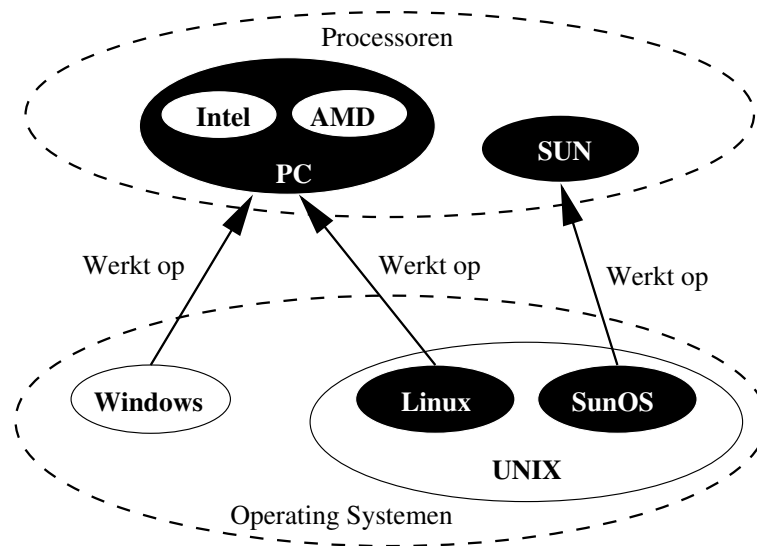 Processoren
Intel AMD
PC
SUN
Werkt op Werkt op Werkt op
Windows Linux SunOS
UNIX
Operating Systemen